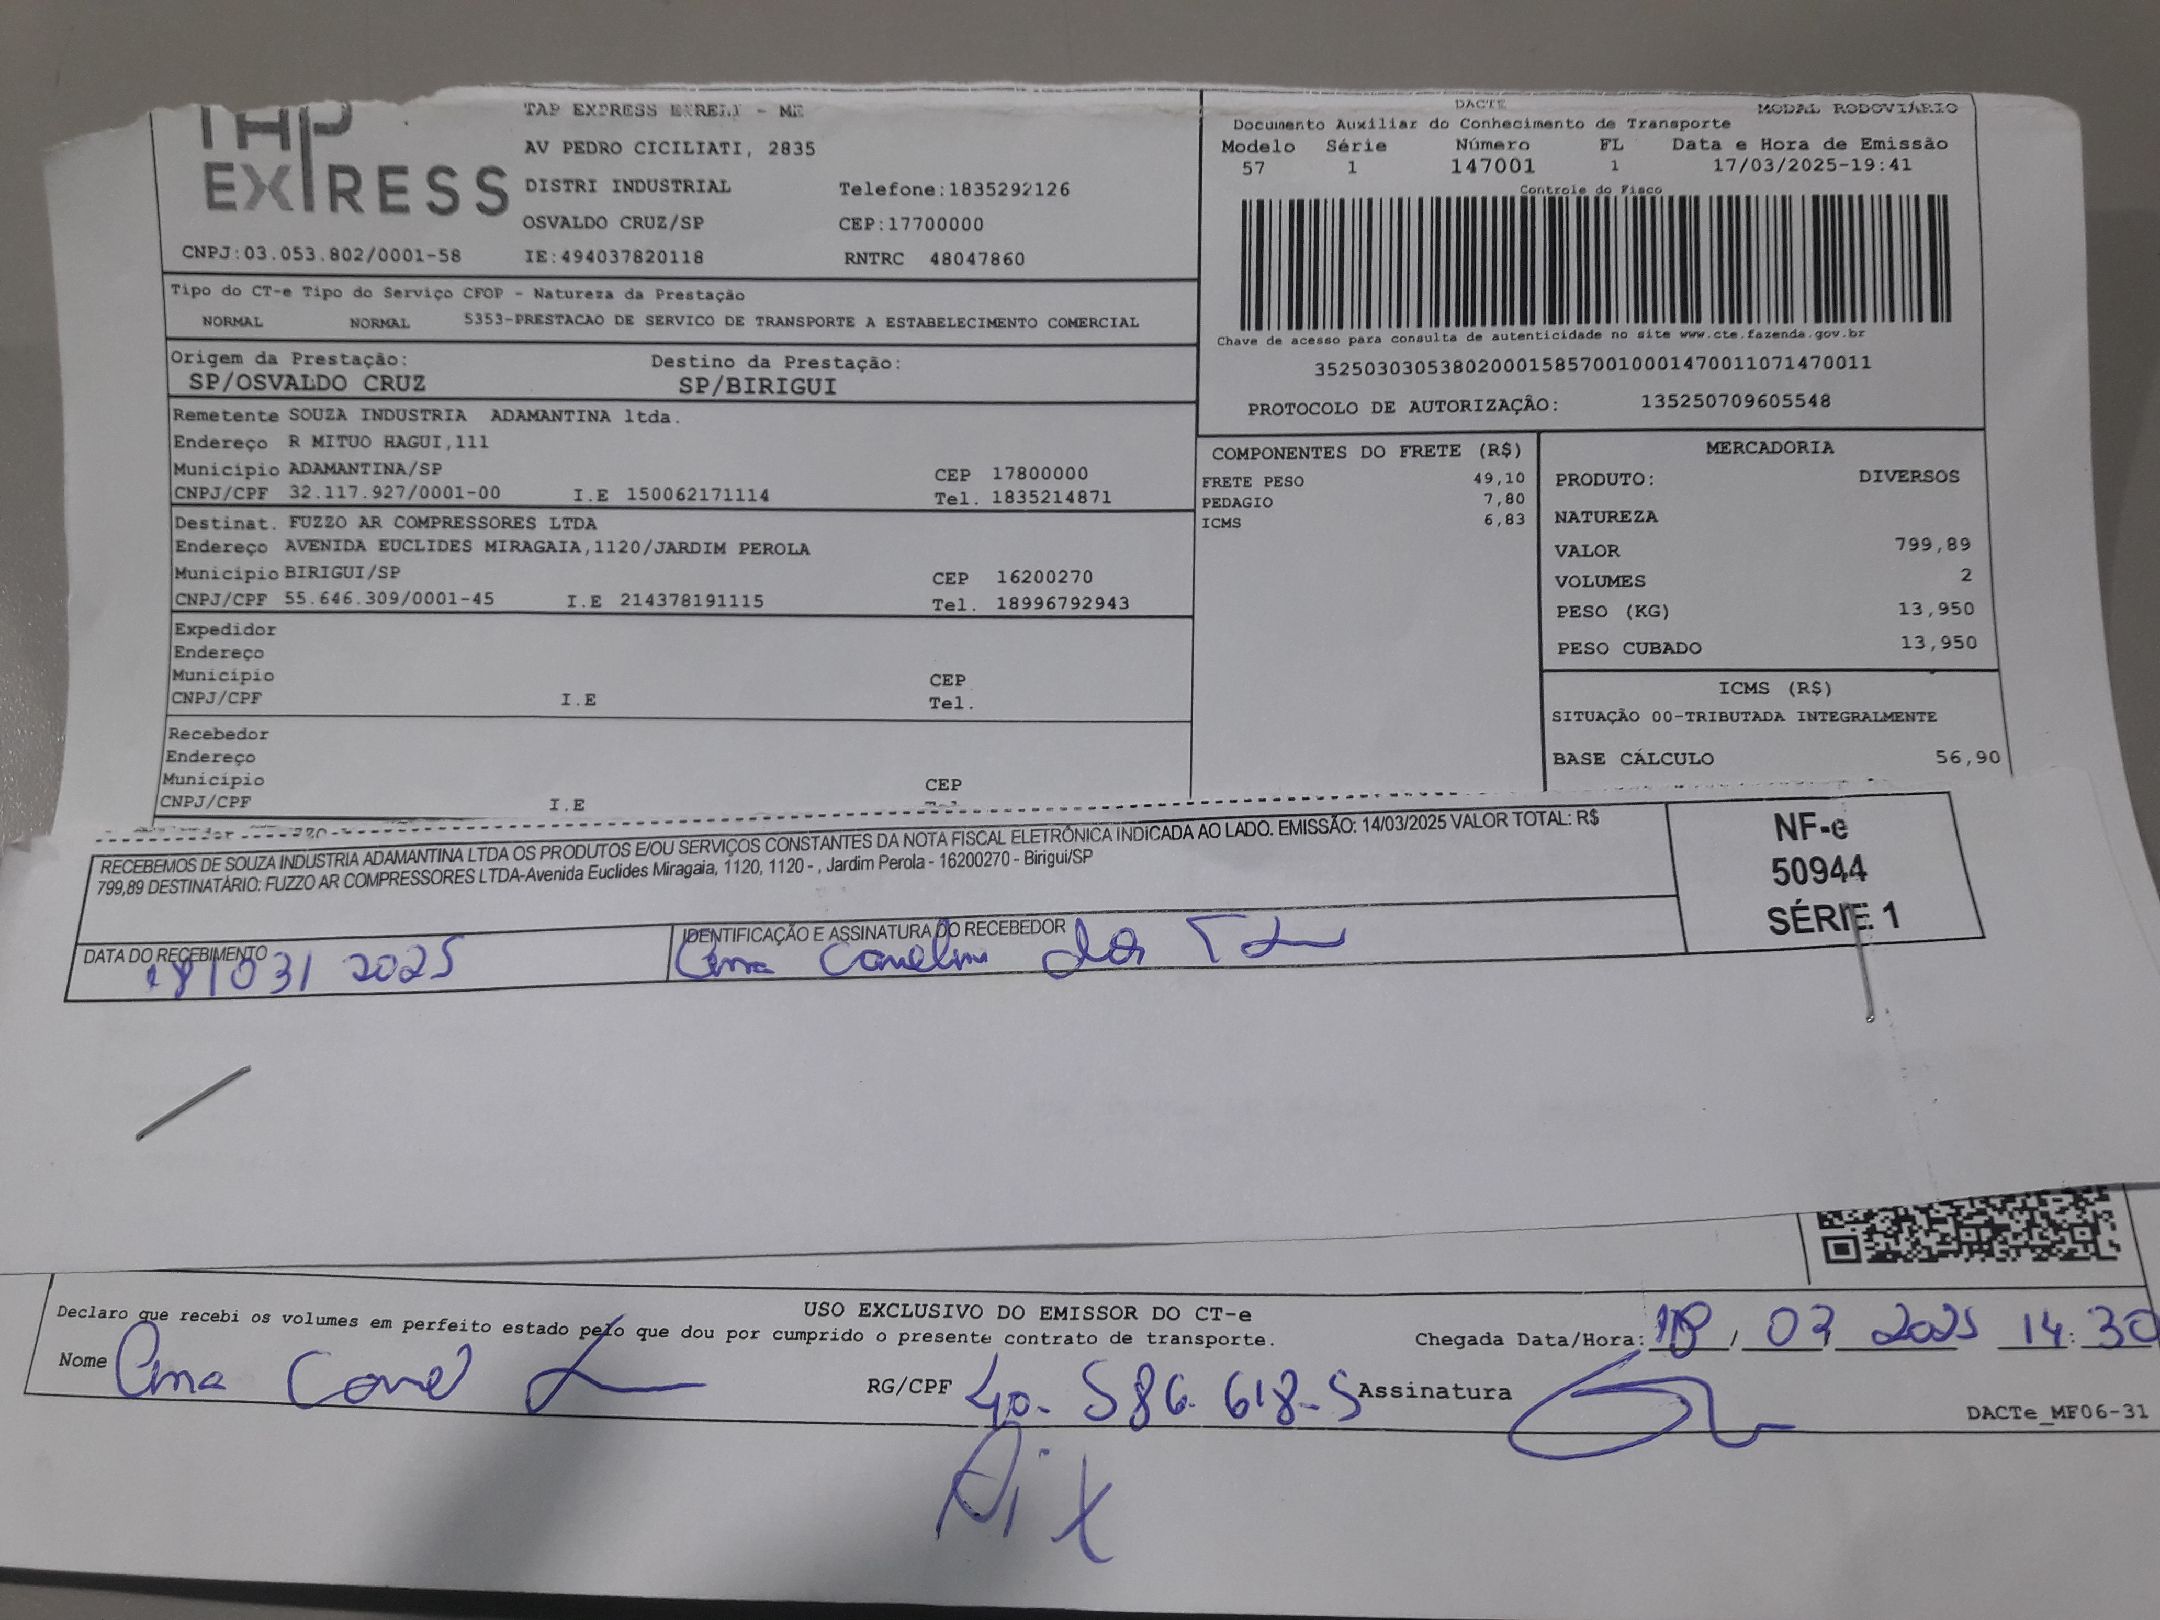 TAP
EXPRESS
TAP EXPRESS EIRELI - ME
AV PEDRO CICILIATI, 2835
DISTRI INDUSTRIAL Telefone:1835292126
OSVALDO CRUZ/SP CEP:17700000
CNPJ:03.053.802/0001-58 IE:494037820118 RNTRC 48047860
DACTE MODAL RODOVIÁRIO
Documento Auxiliar do Conhecimento de Transporte
Modelo Série Número FL Data e Hora de Emissão
57 1 147001 1 17/03/2025-19:41
Controle do Fisco
Chave de acesso para consulta de autenticidade no site www.cte.fazenda.gov.br
35250303053802000158570010001470011071470011
PROTOCOLO DE AUTORIZAÇÃO: 135250709605548
Tipo do CT-e Tipo do Serviço CFOP - Natureza da Prestação
NORMAL NORMAL 5353-PRESTACAO DE SERVICO DE TRANSPORTE A ESTABELECIMENTO COMERCIAL
Origem da Prestação: Destino da Prestação:
SP/OSVALDO CRUZ SP/BIRIGUI
Remetente SOUZA INDUSTRIA ADAMANTINA ltda.
Endereço R MITUO HAGUI,111
Município ADAMANTINA/SP CEP 17800000
CNPJ/CPF 32.117.927/0001-00 I.E 150062171114 Tel. 1835214871
Destinat. FUZZO AR COMPRESSORES LTDA
Endereço AVENIDA EUCLIDES MIRAGAIA,1120/JARDIM PEROLA
Município BIRIGUI/SP CEP 16200270
CNPJ/CPF 55.646.309/0001-45 I.E 214378191115 Tel. 18996792943
Expedidor
Endereço
Município CEP
CNPJ/CPF I.E Tel.
Recebedor
Endereço
Município CEP
CNPJ/CPF I.E
COMPONENTES DO FRETE (R$)
FRETE PESO 49,10
PEDAGIO 7,80
ICMS 6,83
MERCADORIA
PRODUTO: DIVERSOS
NATUREZA
VALOR 799,89
VOLUMES 2
PESO (KG) 13,950
PESO CUBADO 13,950
ICMS (R$)
SITUAÇÃO 00-TRIBUTADA INTEGRALMENTE
BASE CÁLCULO 56,90
RECEBEMOS DE SOUZA INDUSTRIA ADAMANTINA LTDA OS PRODUTOS E/OU SERVIÇOS CONSTANTES DA NOTA FISCAL ELETRÔNICA INDICADA AO LADO. EMISSÃO: 14/03/2025 VALOR TOTAL: R$
799,89 DESTINATÁRIO: FUZZO AR COMPRESSORES LTDA-Avenida Euclides Miragaia, 1120, 1120 - , Jardim Perola - 16200270 - Birigui/SP
NF-e
50944
SÉRIE 1
DATA DO RECEBIMENTO IDENTIFICAÇÃO E ASSINATURA DO RECEBEDOR
18/03/2025 Ana
USO EXCLUSIVO DO EMISSOR DO CT-e
Declaro que recebi os volumes em perfeito estado pelo que dou por cumprido o presente contrato de transporte.
Chegada Data/Hora: 18/03/2025 14:30
Nome Ana RG/CPF 40.586.618-5 Assinatura
DACTe_MF06-31